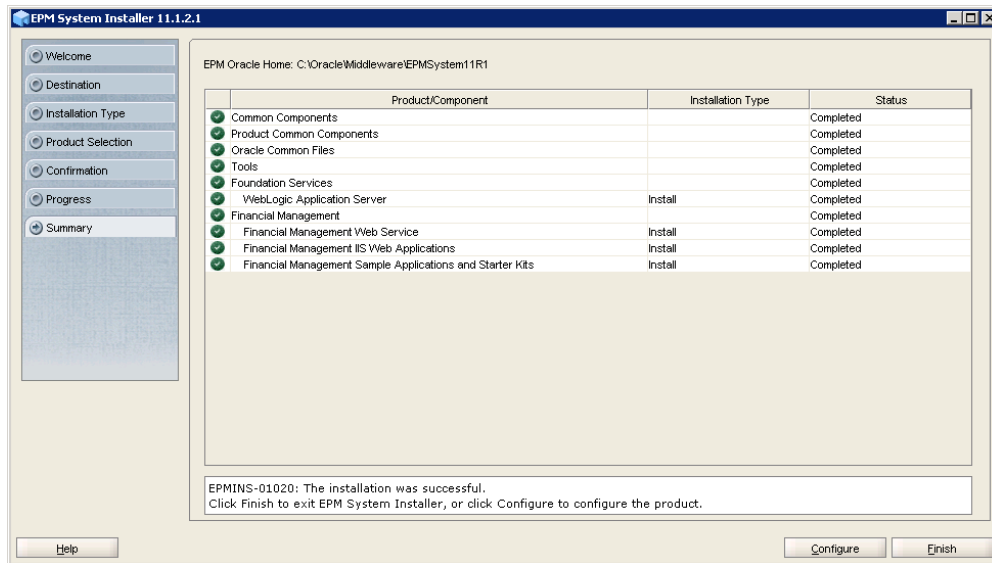 EPM System Installer 11.1.2.1
Welcome
Destination
Installation Type
Product Selection
Confirmation
Progress
Summary
EPM Oracle Home: C:\Oracle\Middleware\EPMSystem11R1
Product/Component Installation Type Status
Common Components Completed
Product Common Components Completed
Oracle Common Files Completed
Tools Completed
Foundation Services Completed
WebLogic Application Server Install Completed
Financial Management Completed
Financial Management Web Service Install Completed
Financial Management IIS Web Applications Install Completed
Financial Management Sample Applications and Starter Kits Install Completed
EPMINS-01020: The installation was successful.
Click Finish to exit EPM System Installer, or click Configure to configure the product.
Help Configure Finish